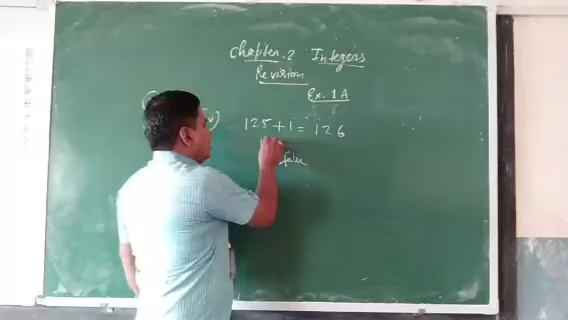 Chapter.2 Integers
Revision
Ex. 1A
125 + 1 = 126
false